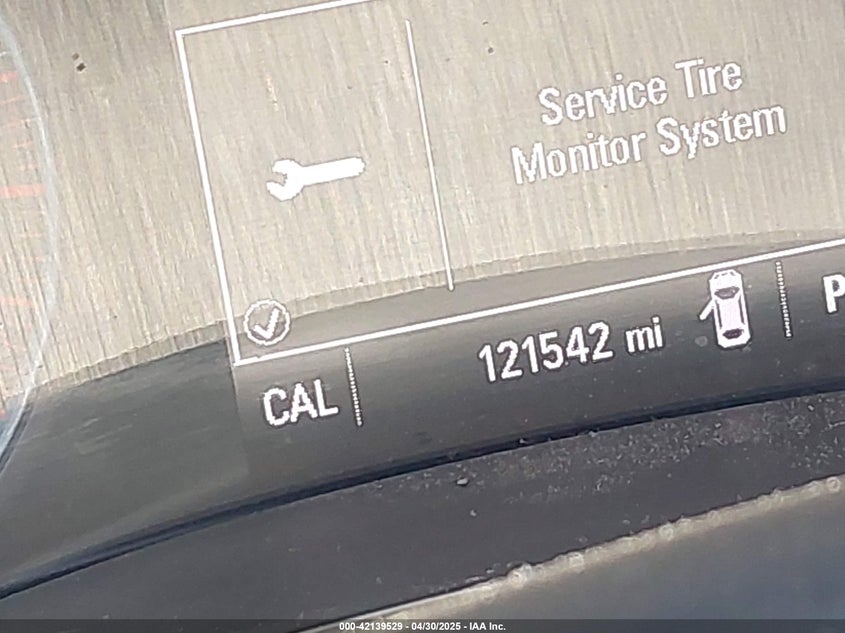 Service Tire
Monitor System
121542 mi
P
CAL
000-42139529 - 04/30/2025 - IAA Inc.